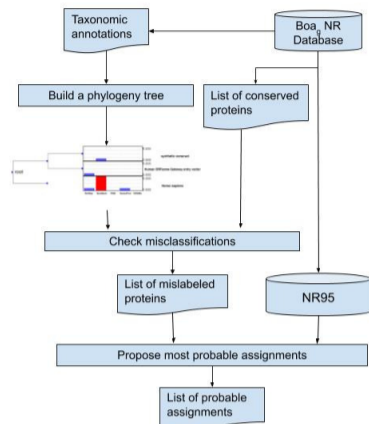 Taxonomic
annotations
Boag NR
Database
Build a phylogeny tree
List of conserved
proteins
Check misclassifications
List of mislabeled
proteins
NR95
Propose most probable assignments
List of probable
assignments